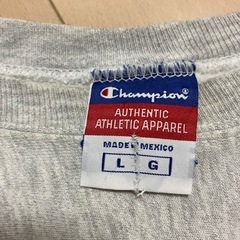 Champion
AUTHENTIC
ATHLETIC APPAREL
MADE IN MEXICO
L G